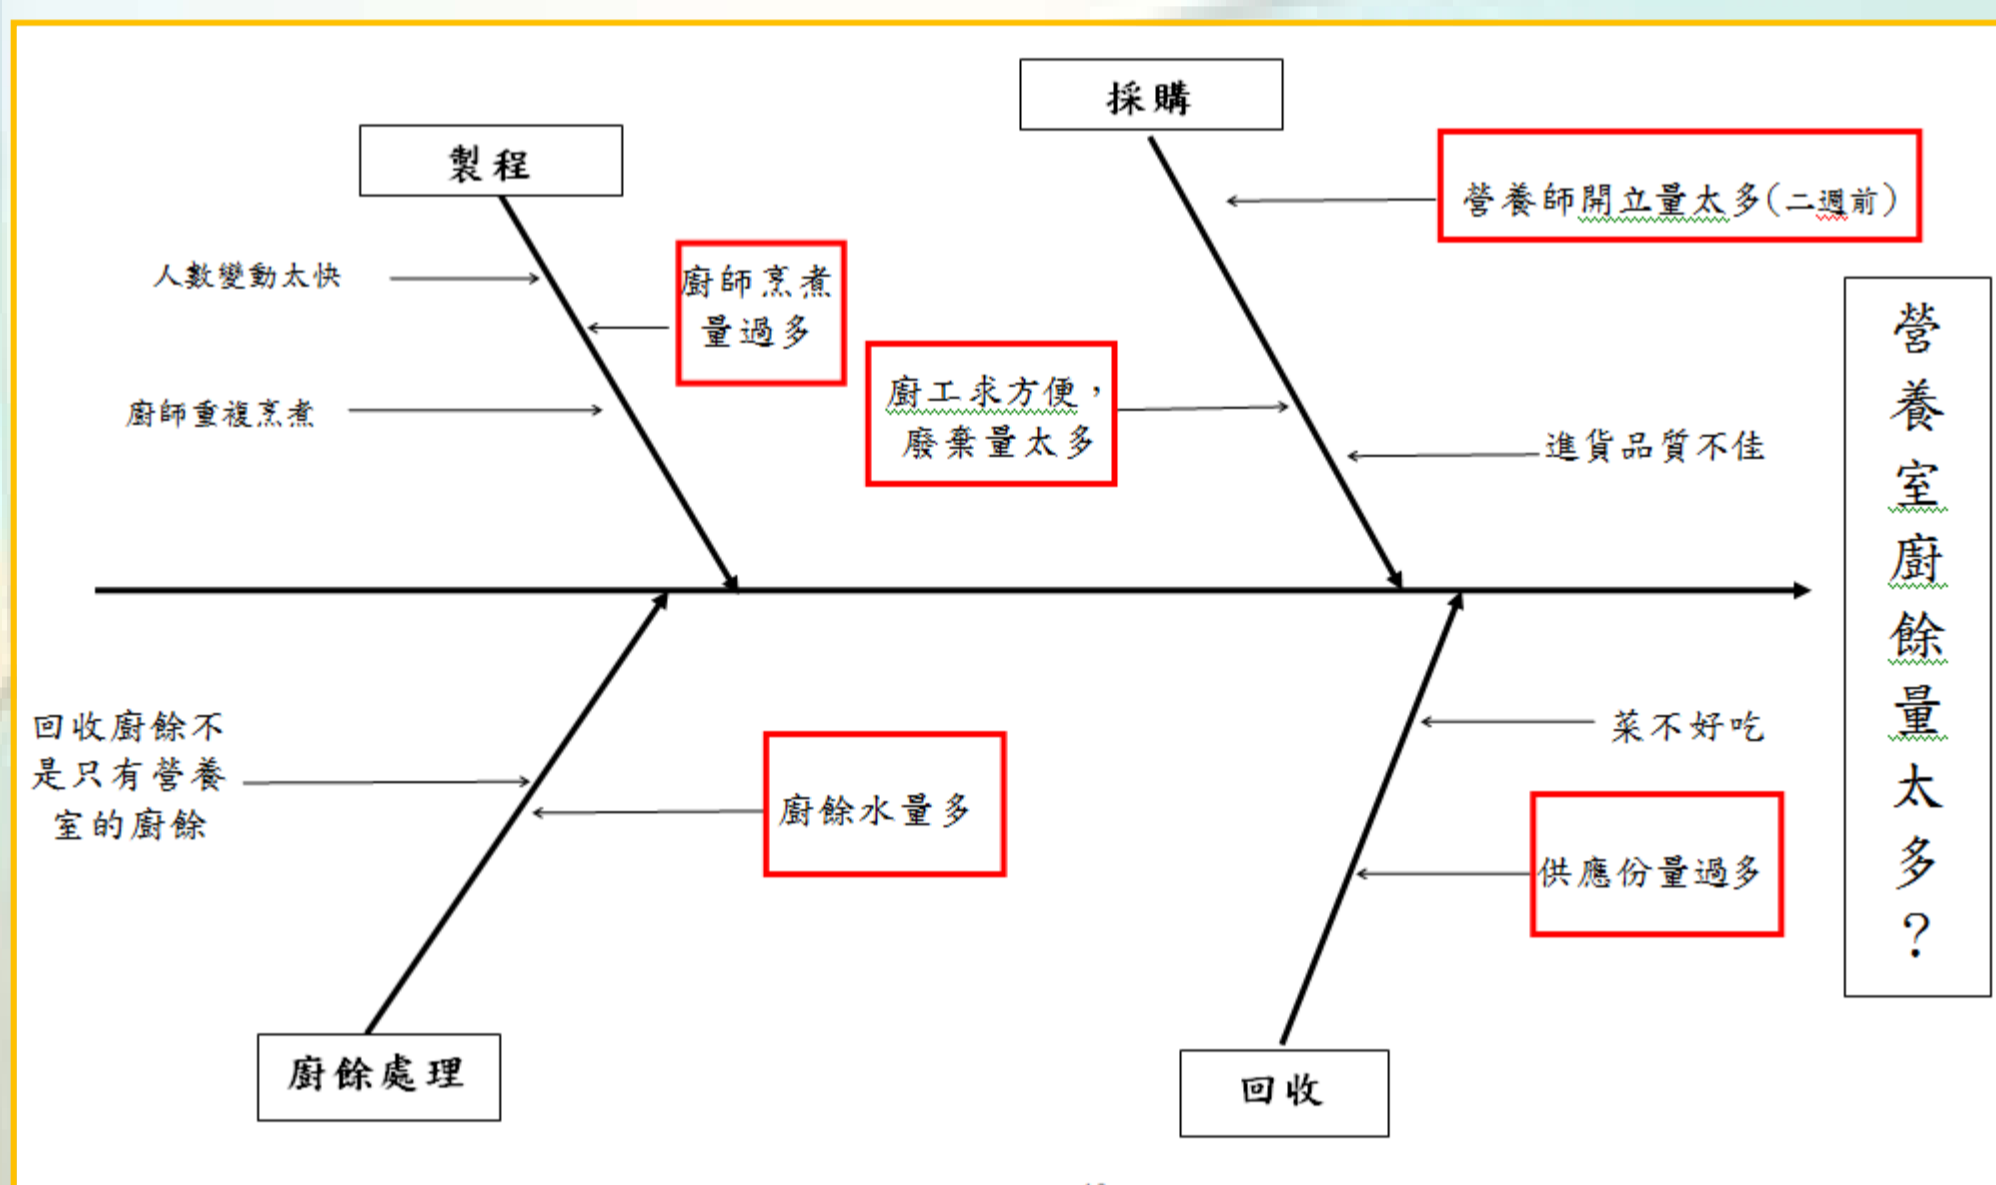 採購
製程
營養師開立量太多(二週前)
人數變動太快
廚師烹煮
量過多
廚師重複烹煮
廚工求方便，
廢棄量太多
進貨品質不佳
營養室廚餘量太多？
回收廚餘不
是只有營養
室的廚餘
廚餘水量多
菜不好吃
供應份量過多
廚餘處理
回收